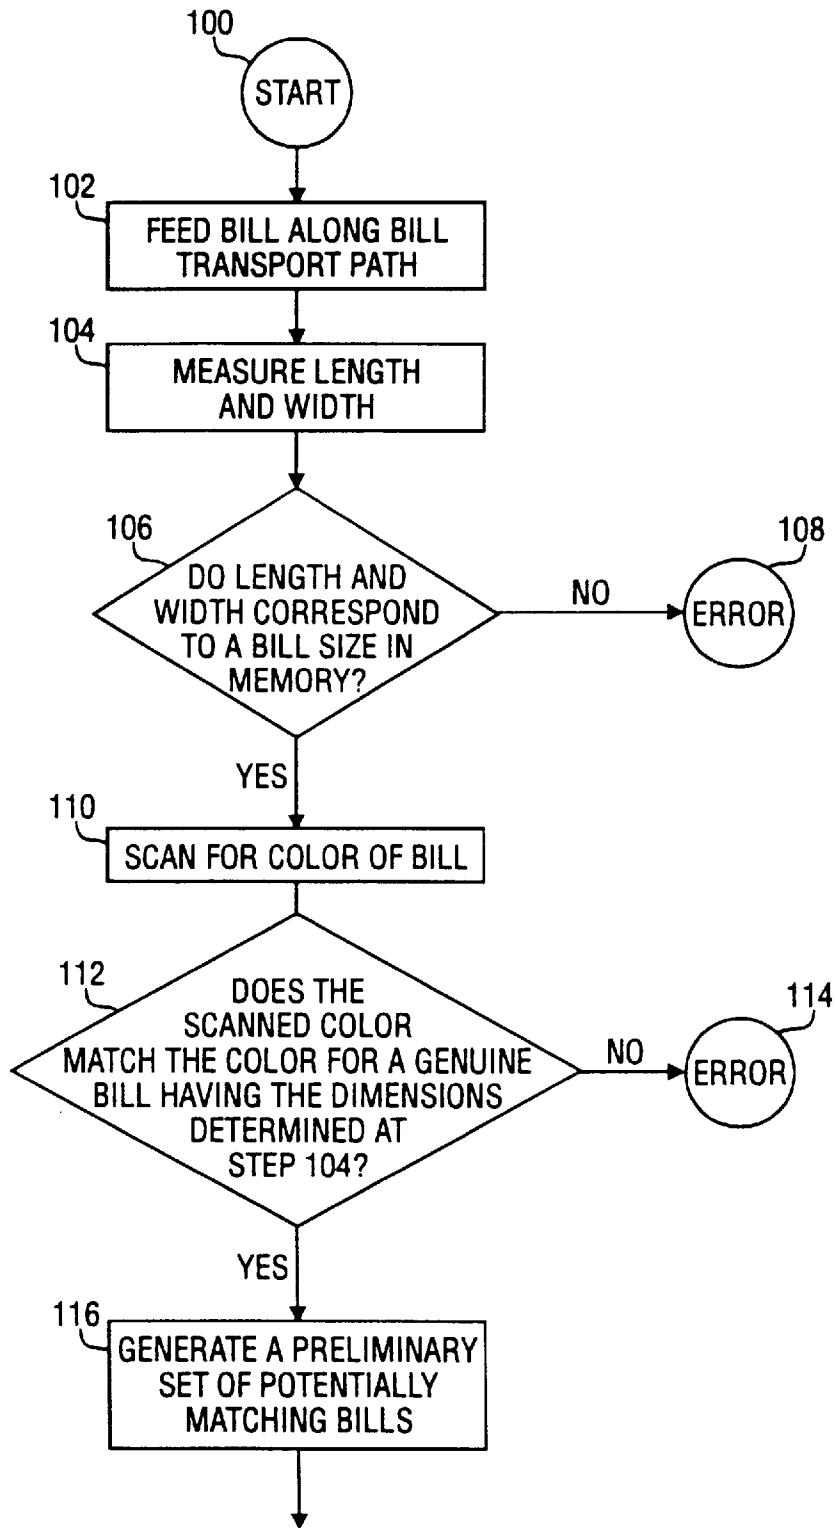 100
START
102
FEED BILL ALONG BILL
TRANSPORT PATH
104
MEASURE LENGTH
AND WIDTH
106
DO LENGTH AND
WIDTH CORRESPOND
TO A BILL SIZE IN
MEMORY?
NO
108
ERROR
YES
110
SCAN FOR COLOR OF BILL
112
DOES THE
SCANNED COLOR
MATCH THE COLOR FOR A GENUINE
BILL HAVING THE DIMENSIONS
DETERMINED AT
STEP 104?
NO
114
ERROR
YES
116
GENERATE A PRELIMINARY
SET OF POTENTIALLY
MATCHING BILLS